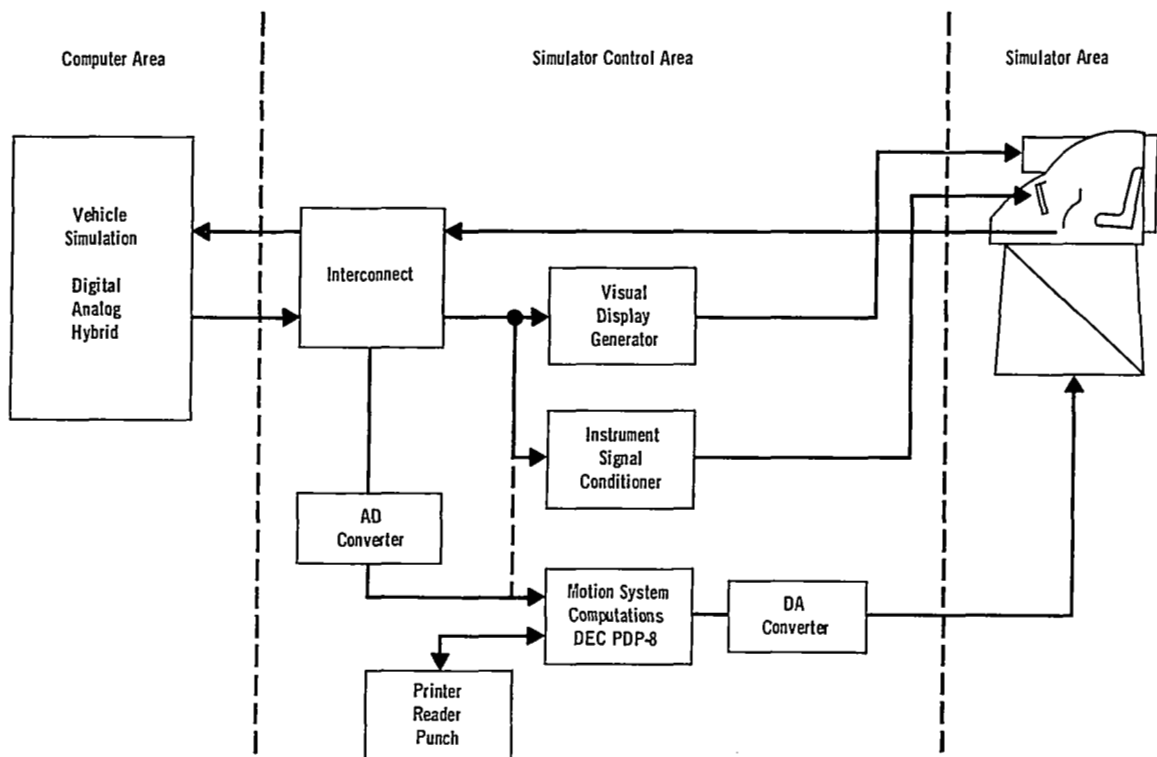 Computer Area
Simulator Control Area
Simulator Area
Vehicle
Simulation
Digital
Analog
Hybrid
Interconnect
Visual
Display
Generator
Instrument
Signal
Conditioner
AD
Converter
Motion System
Computations
DEC PDP-8
DA
Converter
Printer
Reader
Punch